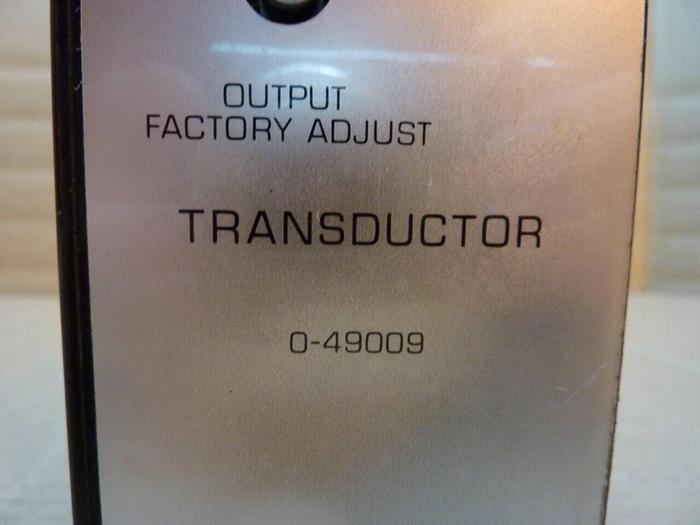 OUTPUT
FACTORY ADJUST
TRANSDUCTOR
0-49009